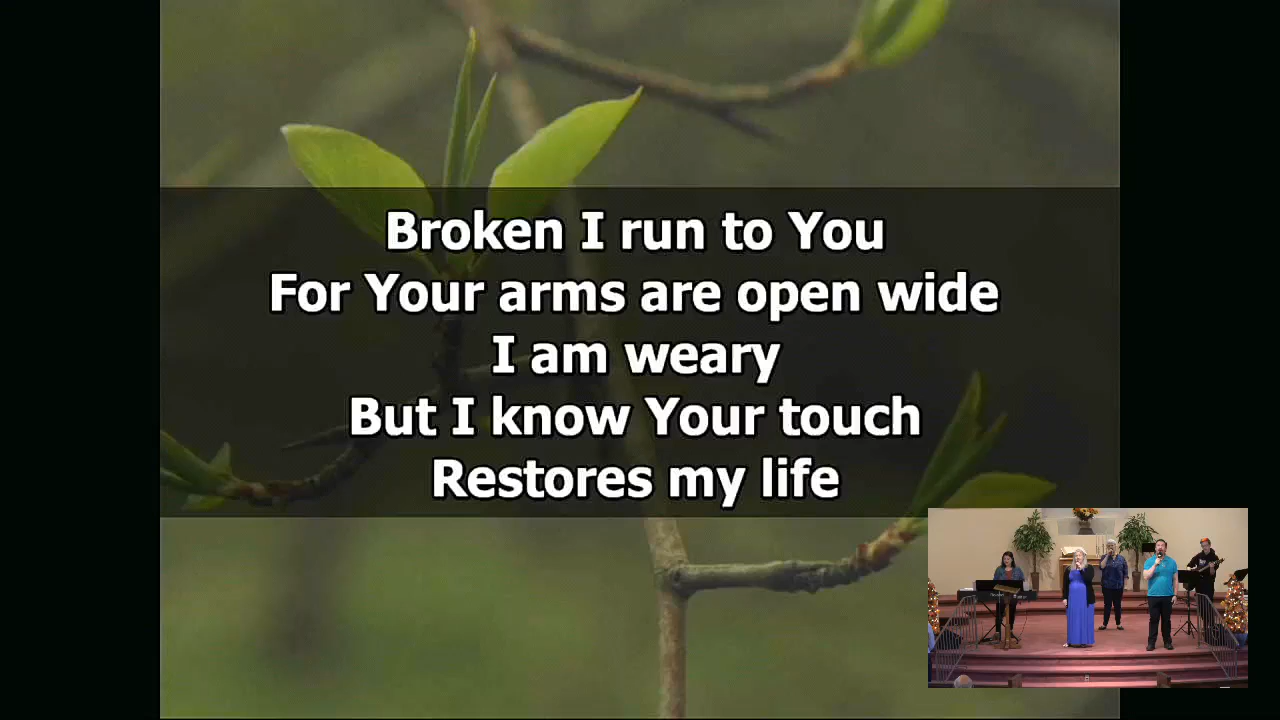 Broken I run to You
For Your arms are open wide
I am weary
But I know Your touch
Restores my life